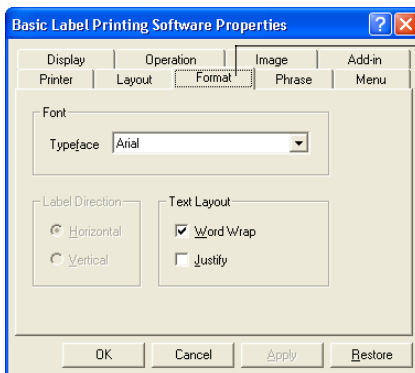 Basic Label Printing Software Properties
Display Operation Image Add-in
Printer Layout Format Phrase Menu
Font
Typeface Arial
Label Direction Text Layout
Horizontal Word Wrap
Vertical Justify
OK Cancel Apply Restore